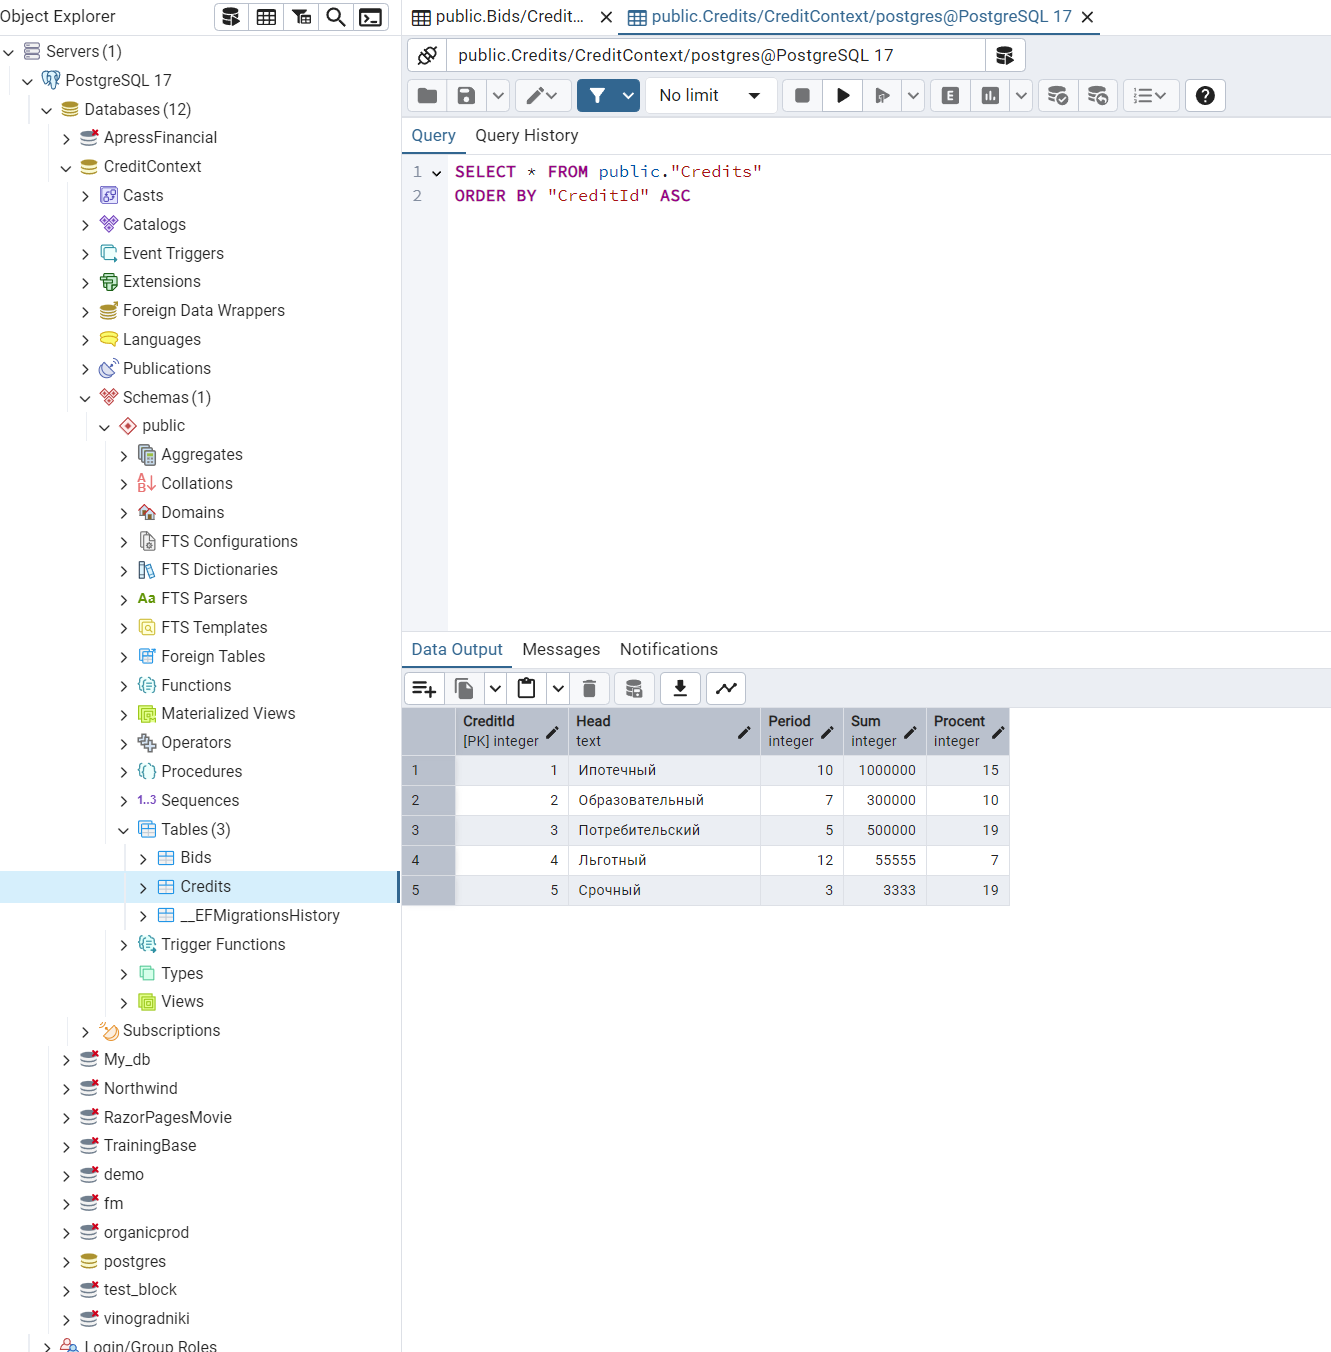 Object Explorer
Servers (1)
PostgreSQL 17
Databases (12)
ApressFinancial
CreditContext
Casts
Catalogs
Event Triggers
Extensions
Foreign Data Wrappers
Languages
Publications
Schemas (1)
public
Aggregates
Collations
Domains
FTS Configurations
FTS Dictionaries
Aa FTS Parsers
FTS Templates
Foreign Tables
Functions
Materialized Views
Operators
Procedures
1..3 Sequences
Tables (3)
Bids
Credits
__EFMigrationsHistory
Trigger Functions
Types
Views
Subscriptions
My_db
Northwind
RazorPagesMovie
TrainingBase
demo
fm
organicprod
postgres
test_block
vinogradniki
Login/Group Roles
public.Bids/Credit... public.Credits/CreditContext/postgres@PostgreSQL 17
public.Credits/CreditContext/postgres@PostgreSQL 17
No limit E
Query Query History
1 SELECT * FROM public."Credits"
2 ORDER BY "CreditId" ASC
Data Output Messages Notifications
CreditId Head Period Sum Procent
[PK] integer text integer integer integer
1 1 Ипотечный 10 1000000 15
2 2 Образовательный 7 300000 10
3 3 Потребительский 5 500000 19
4 4 Льготный 12 55555 7
5 5 Срочный 3 3333 19